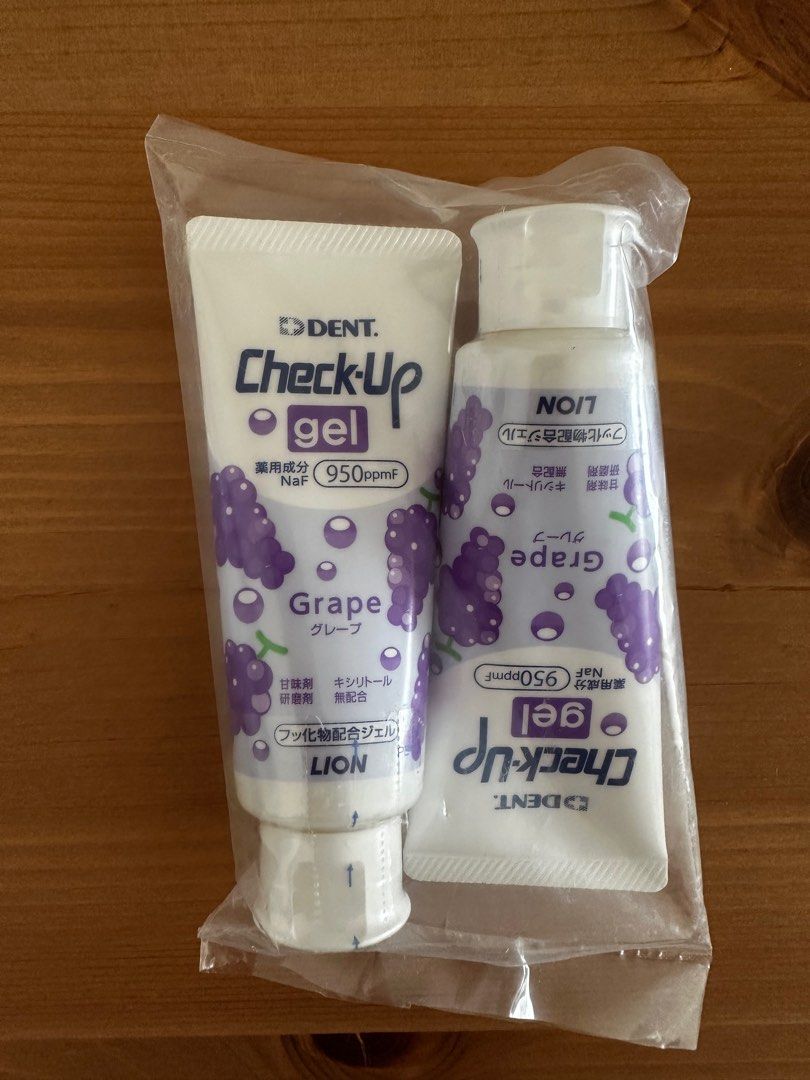 DENT.
Check-Up
gel
薬用成分
NaF
950ppmF
Grape
グレープ
甘味剤 キシリトール
研磨剤 無配合
フッ化物配合ジェル
LION
DENT.
Check-Up
gel
薬用成分
NaF
950ppmF
Grape
グレープ
甘味剤 キシリトール
研磨剤 無配合
フッ化物配合ジェル
LION